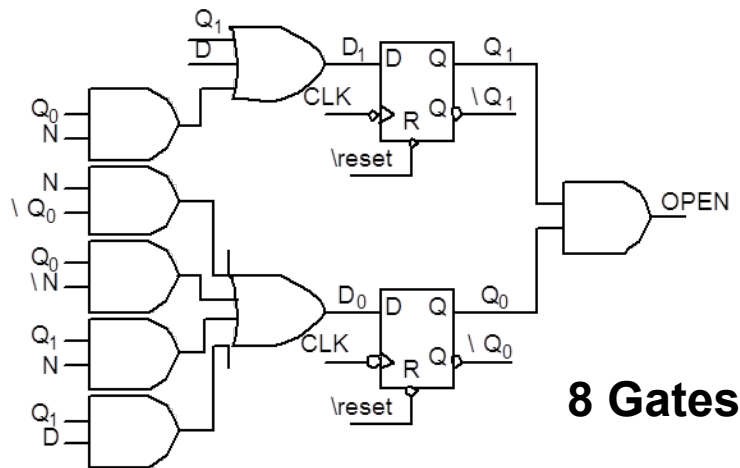 Q1
D
D1
D
Q
Q1
CLK
Q
\ Q1
Q0
N
R
\reset
N
\ Q0
OPEN
Q0
\ N
D0
D
Q
Q0
Q1
N
CLK
Q
\ Q0
R
Q1
D
\reset
8 Gates